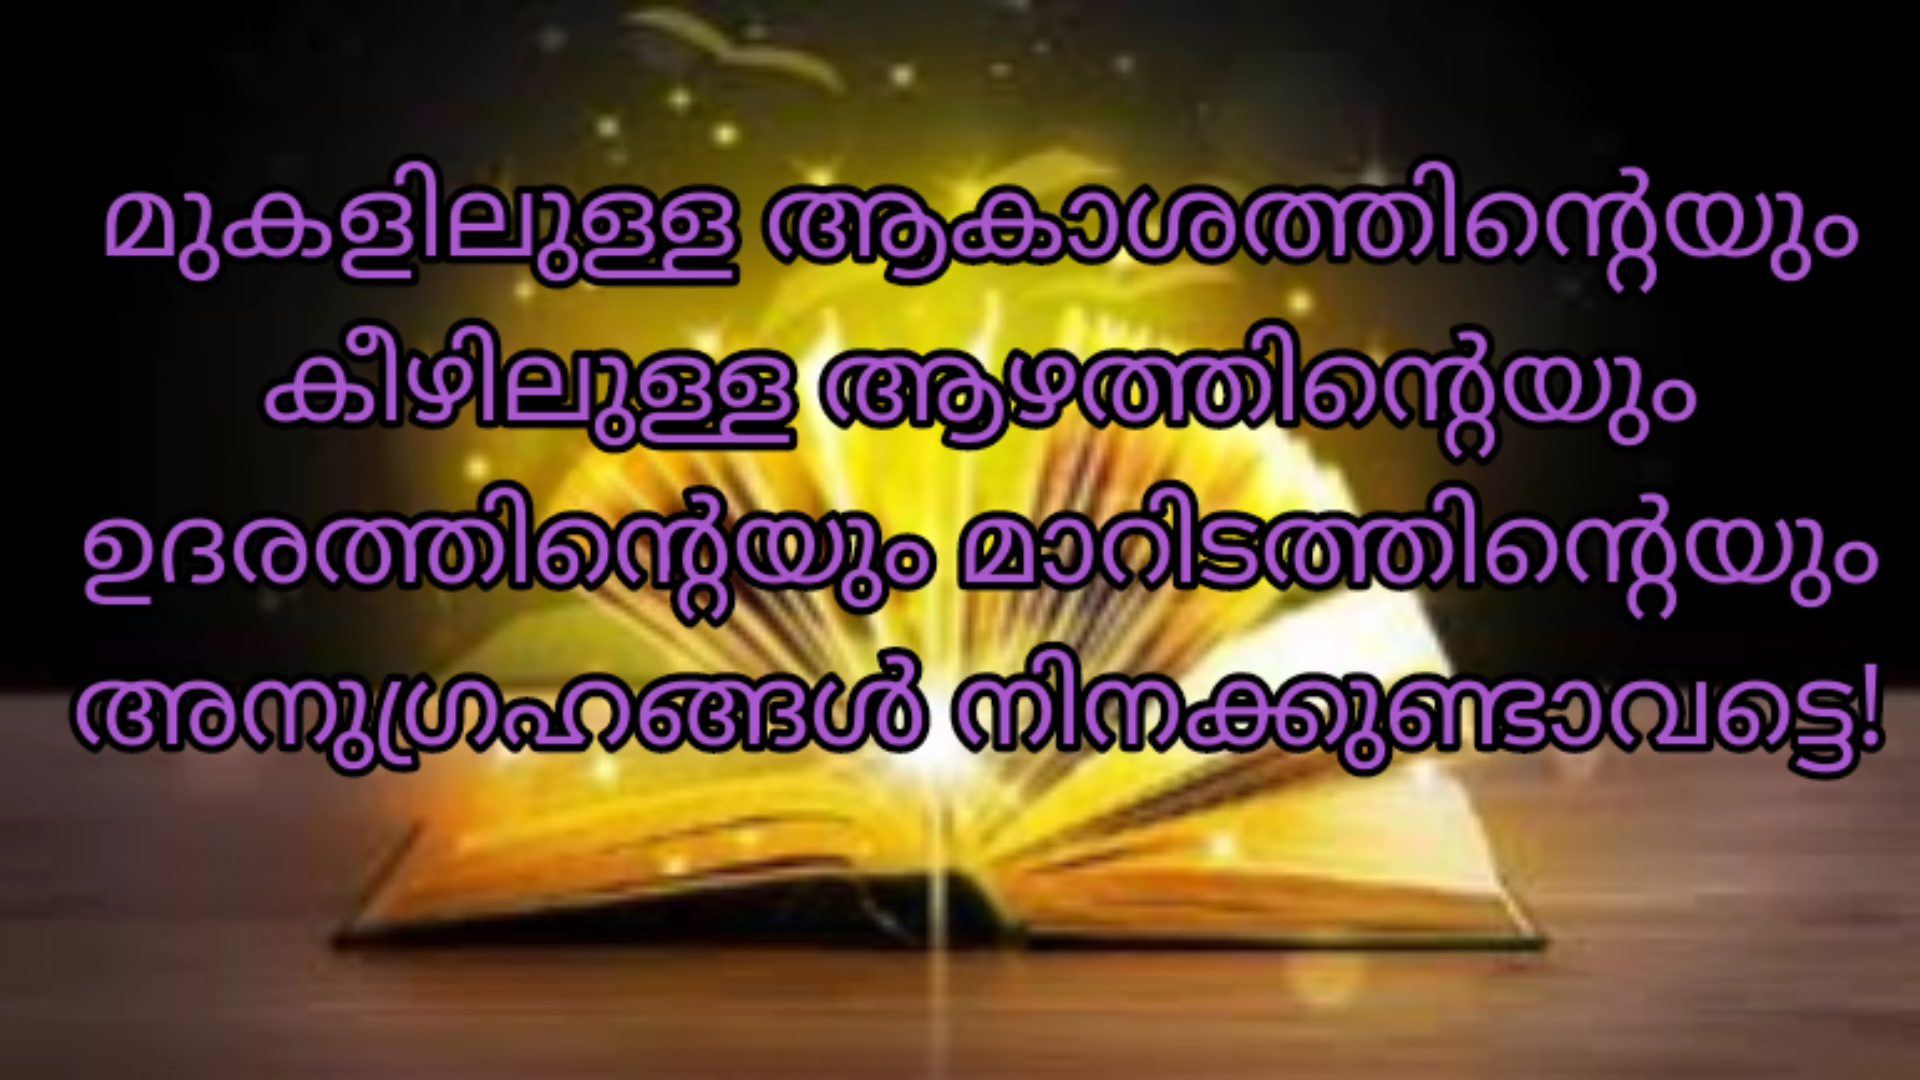 മുകളിലുള്ള ആകാശത്തിന്റെയും
കീഴിലുള്ള ആഴത്തിന്റെയും
ഉദരത്തിന്റെയും മാറിടത്തിന്റെയും
അനുഗ്രഹങ്ങൾ നിനക്കുണ്ടാവട്ടെ!